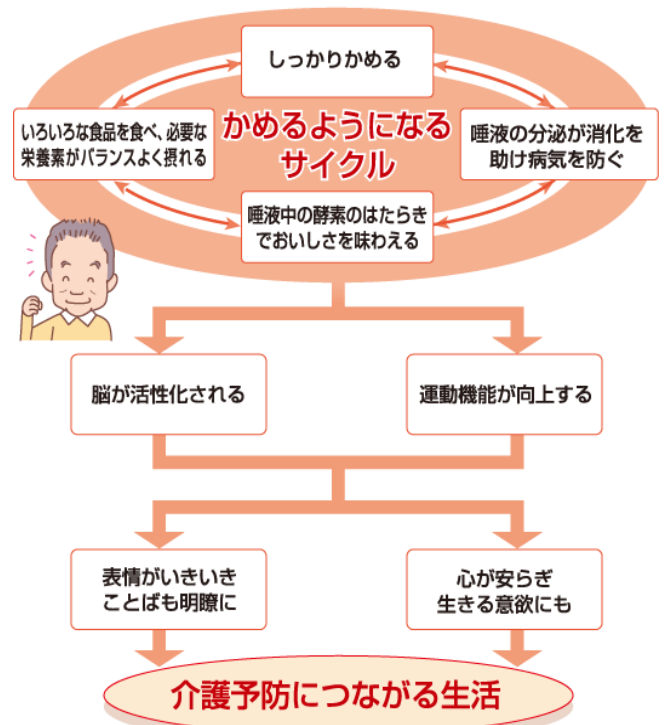 しっかりかめる
いろいろな食品を食べ、必要な
栄養素がバランスよく摂れる
かめるようになる
サイクル
唾液の分泌が消化を
助け病気を防ぐ
唾液中の酵素のはたらき
でおいしさを味わえる
脳が活性化される
運動機能が向上する
表情がいきいき
ことばも明瞭に
心が安らぎ
生きる意欲にも
介護予防につながる生活